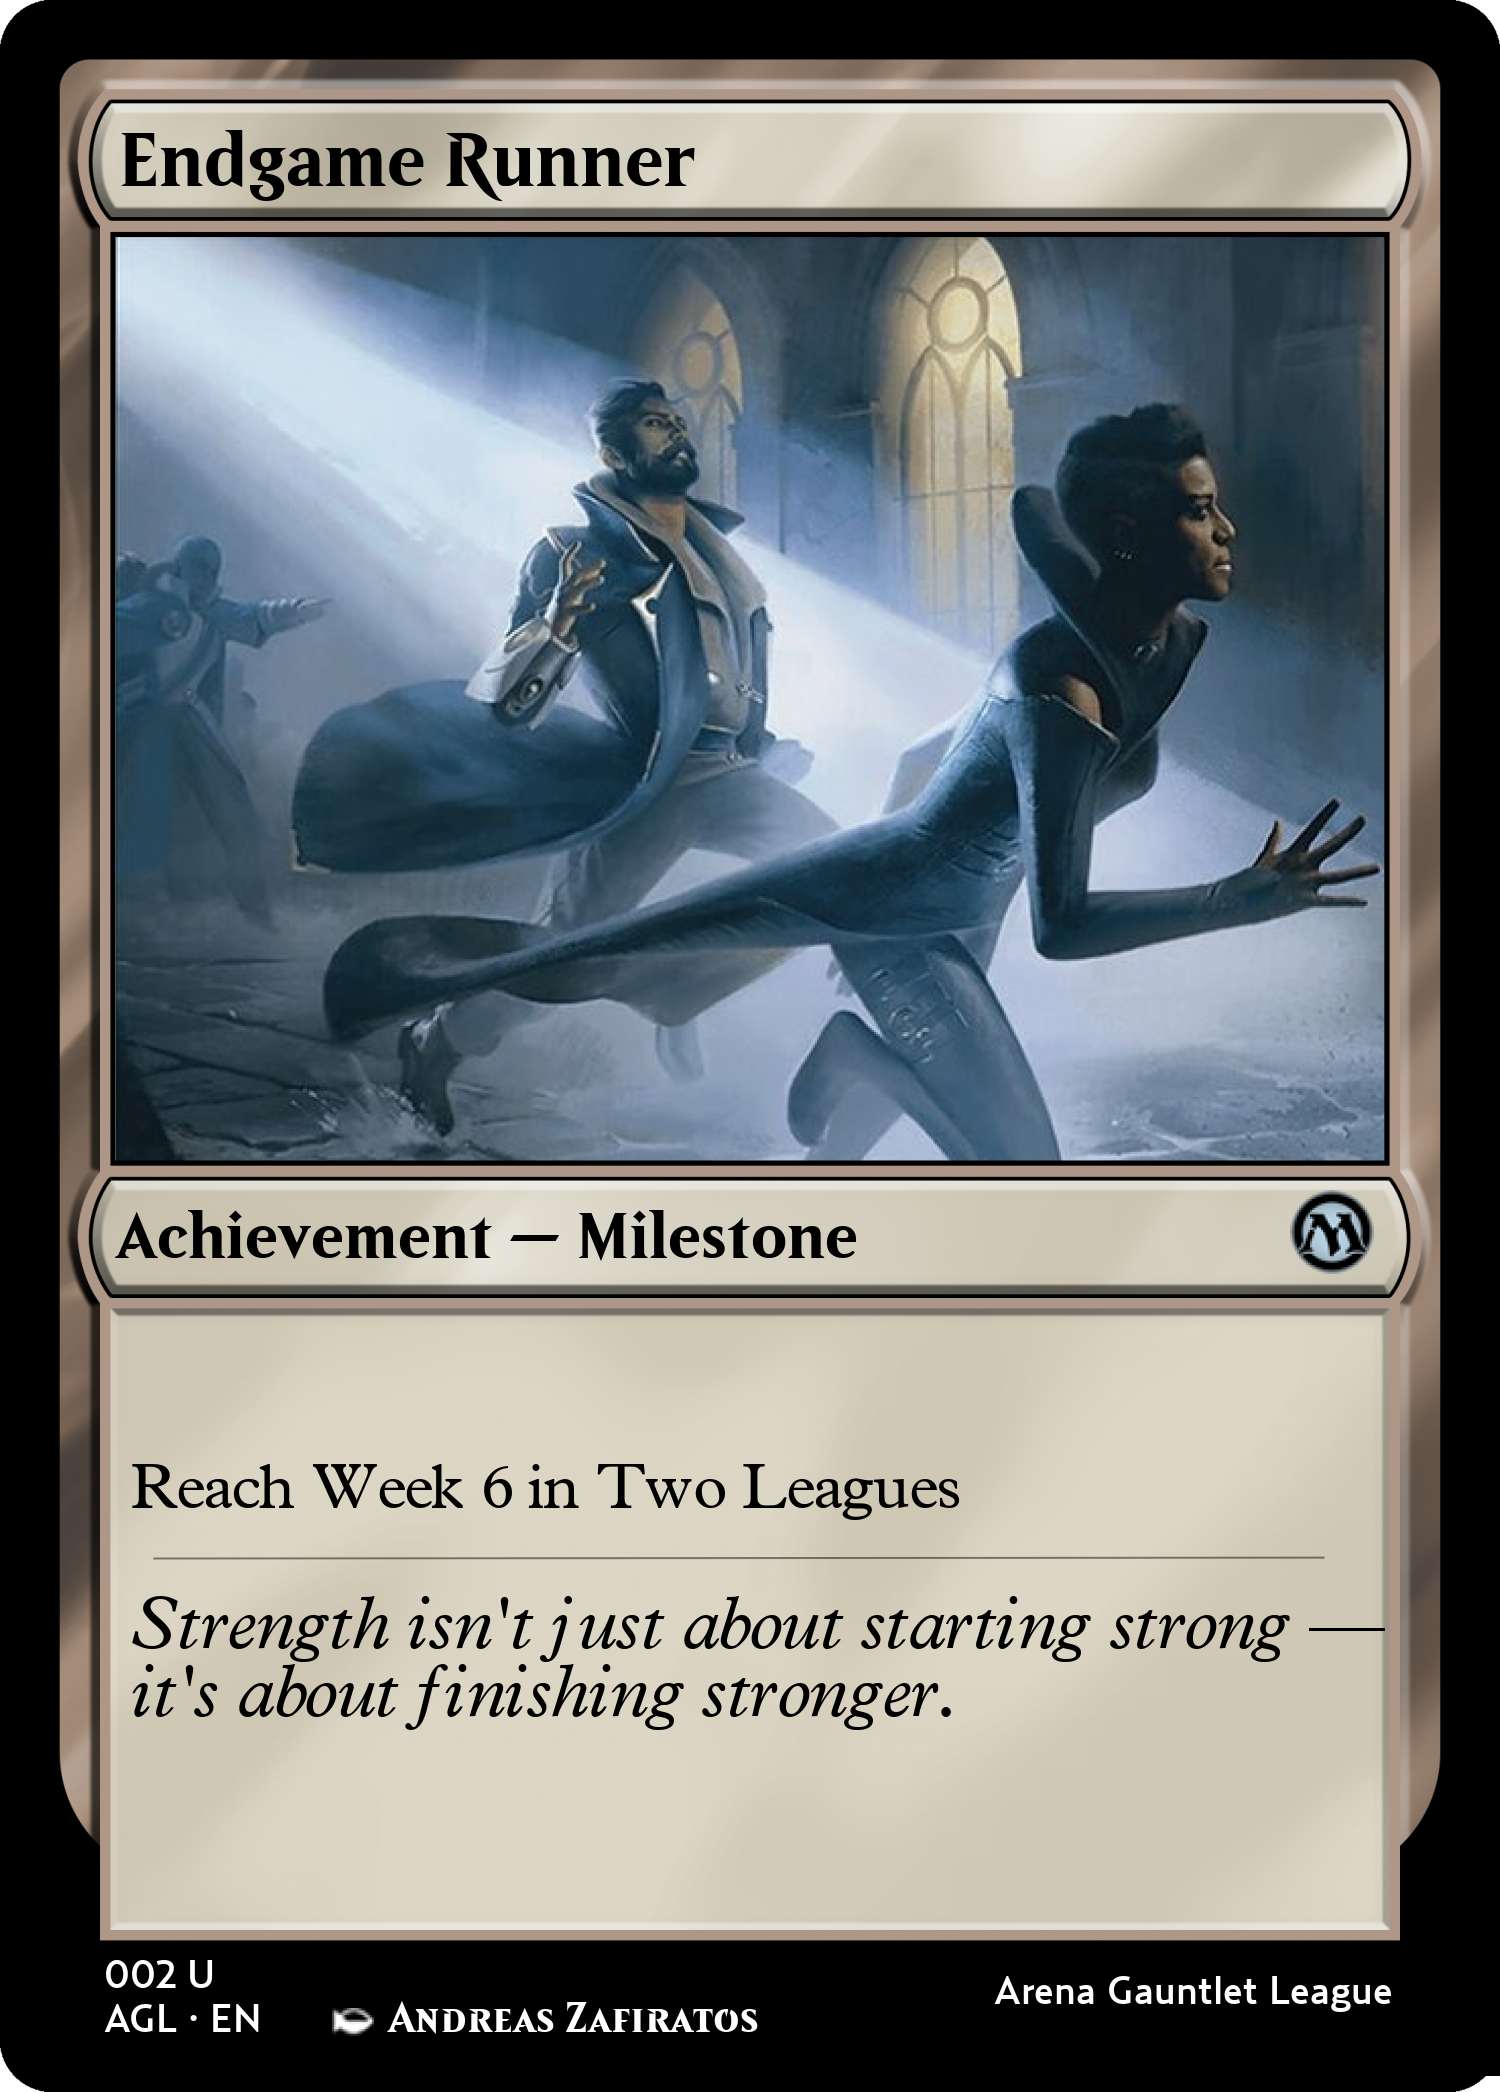 Endgame Runner
Achievement — Milestone
M
Reach Week 6 in Two Leagues
Strength isn't just about starting strong —
it's about finishing stronger.
002 U
AGL · EN
ANDREAS ZAFIRATOS
Arena Gauntlet League